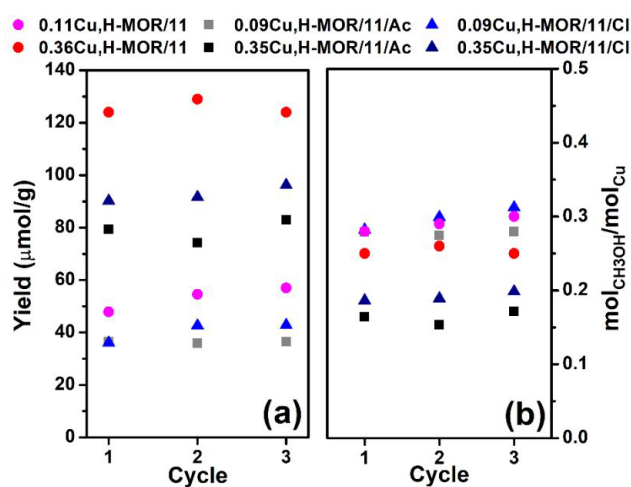 0.11Cu,H-MOR/11 0.09Cu,H-MOR/11/Ac 0.09Cu,H-MOR/11/Cl
0.36Cu,H-MOR/11 0.35Cu,H-MOR/11/Ac 0.35Cu,H-MOR/11/Cl
140
120
100
80
60
40
20
0
Yield (μmol/g)
1 2 3
Cycle
(a)
1 2 3
Cycle
(b)
0.5
0.4
0.3
0.2
0.1
0.0
mol_CH3OH/mol_Cu